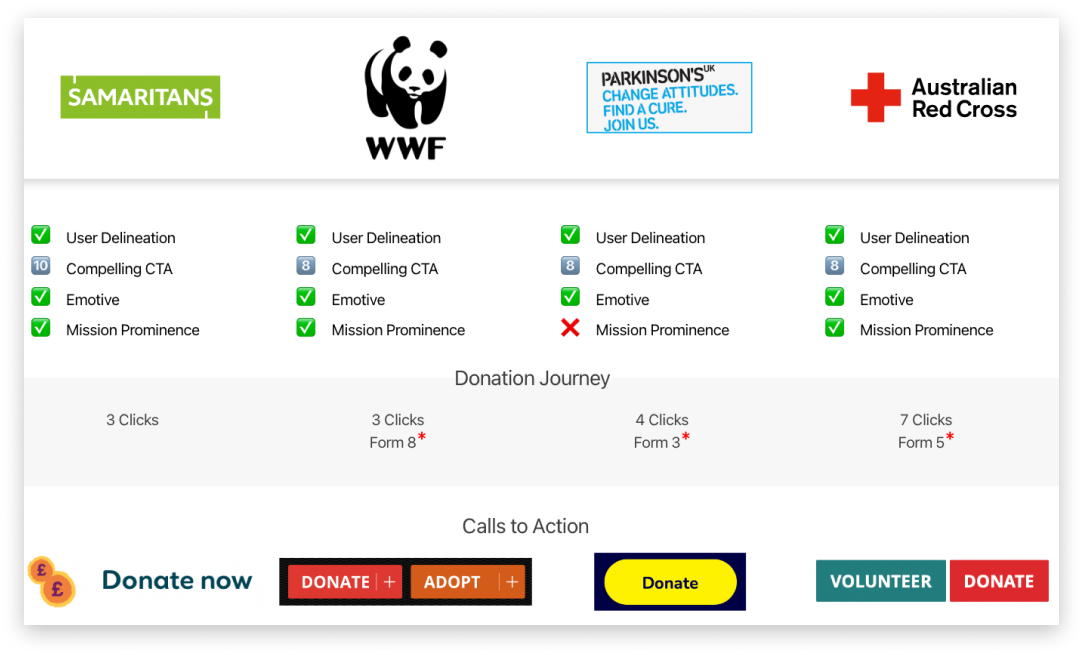 SAMARITANS
WWF
PARKINSON'S UK
CHANGE ATTITUDES.
FIND A CURE.
JOIN US.
Australian
Red Cross
User Delineation
10 Compelling CTA
Emotive
Mission Prominence
User Delineation
8 Compelling CTA
Emotive
Mission Prominence
User Delineation
8 Compelling CTA
Emotive
Mission Prominence
User Delineation
8 Compelling CTA
Emotive
Mission Prominence
Donation Journey
3 Clicks
3 Clicks
Form 8*
4 Clicks
Form 3*
7 Clicks
Form 5*
Calls to Action
£
£
Donate now
DONATE +
ADOPT +
Donate
VOLUNTEER
DONATE